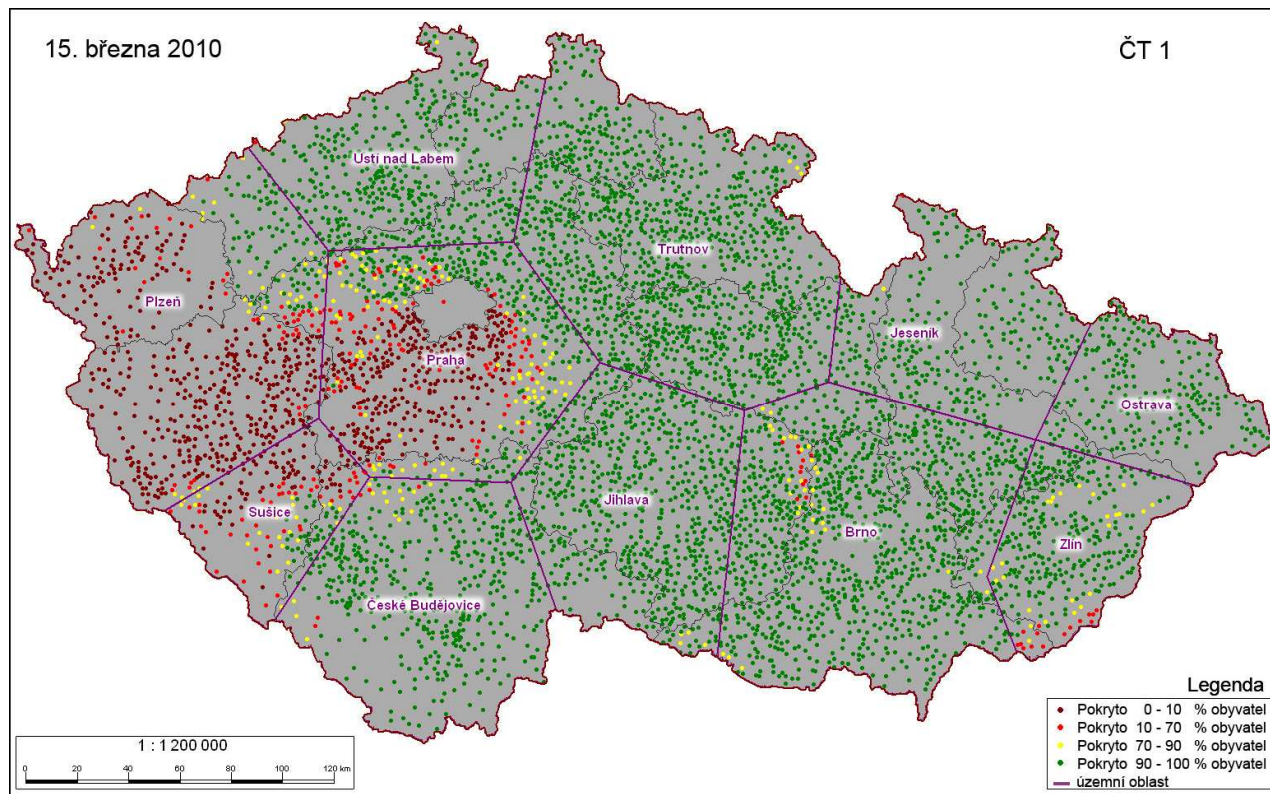 15. března 2010
ČT 1
Ústí nad Labem
Trutnov
Plzeň
Jeseník
Praha
Ostrava
Jihlava
Sušice
Brno
Zlín
České Budějovice
Legenda
Pokryto 0 - 10 % obyvatel
Pokryto 10 - 70 % obyvatel
Pokryto 70 - 90 % obyvatel
Pokryto 90 - 100 % obyvatel
územní oblast
1 : 1 200 000
0 20 40 60 80 100 120 km